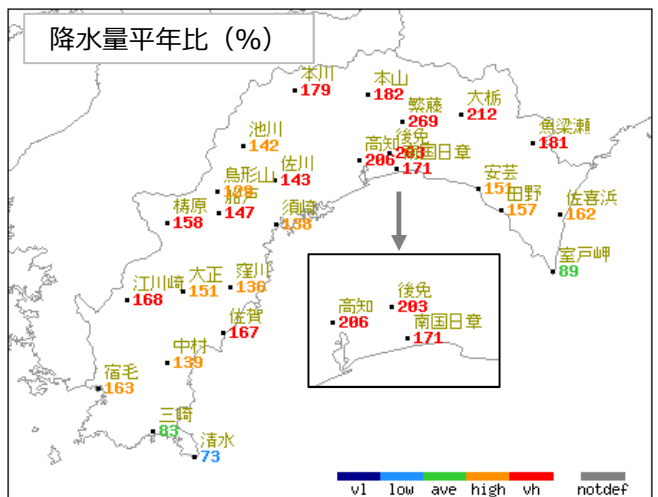 降水量平年比（%）
本川
179
本山
182
繁藤
269
大栃
212
魚梁瀬
181
池川
142
高知
206
後免
203
南国日章
171
佐川
143
鳥形山
船戸
147
梼原
158
須崎
138
安芸
151
田野
157
佐喜浜
162
室戸岬
89
江川崎
168
大正
151
窪川
136
佐賀
167
中村
139
宿毛
163
三崎
83
清水
73
高知
206
後免
203
南国日章
171
vl low ave high vh notdef